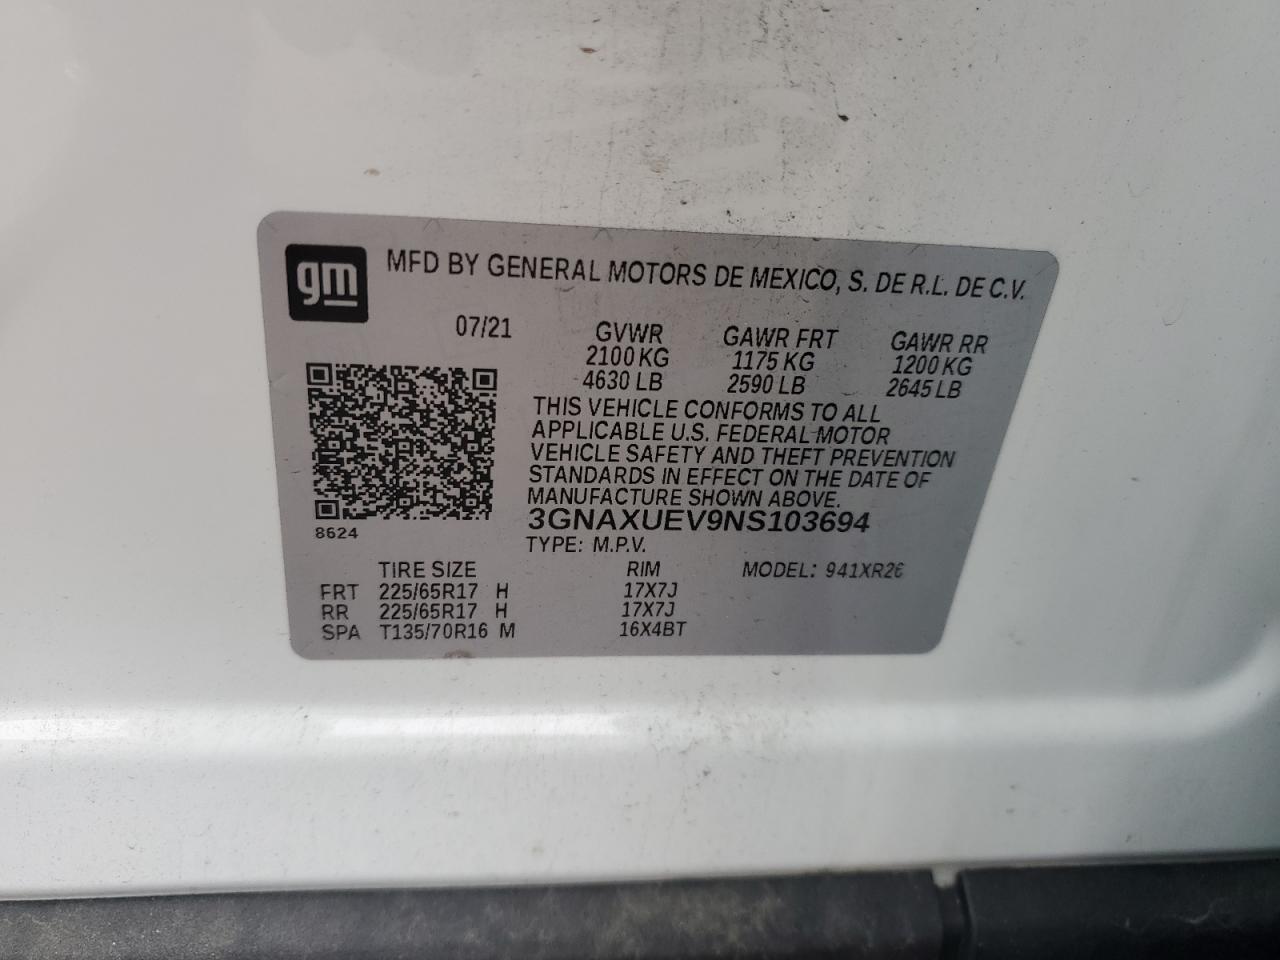 gm
MFD BY GENERAL MOTORS DE MEXICO, S. DE R.L. DE C.V.
07/21 GVWR GAWR FRT GAWR RR
2100 KG 1175 KG 1200 KG
4630 LB 2590 LB 2645 LB
THIS VEHICLE CONFORMS TO ALL
APPLICABLE U.S. FEDERAL MOTOR
VEHICLE SAFETY AND THEFT PREVENTION
STANDARDS IN EFFECT ON THE DATE OF
MANUFACTURE SHOWN ABOVE.
3GNAXUEV9NS103694
8624
TYPE: M.P.V.
TIRE SIZE RIM MODEL: 941XR26
FRT 225/65R17 H 17X7J
RR 225/65R17 H 17X7J
SPA T135/70R16 M 16X4BT